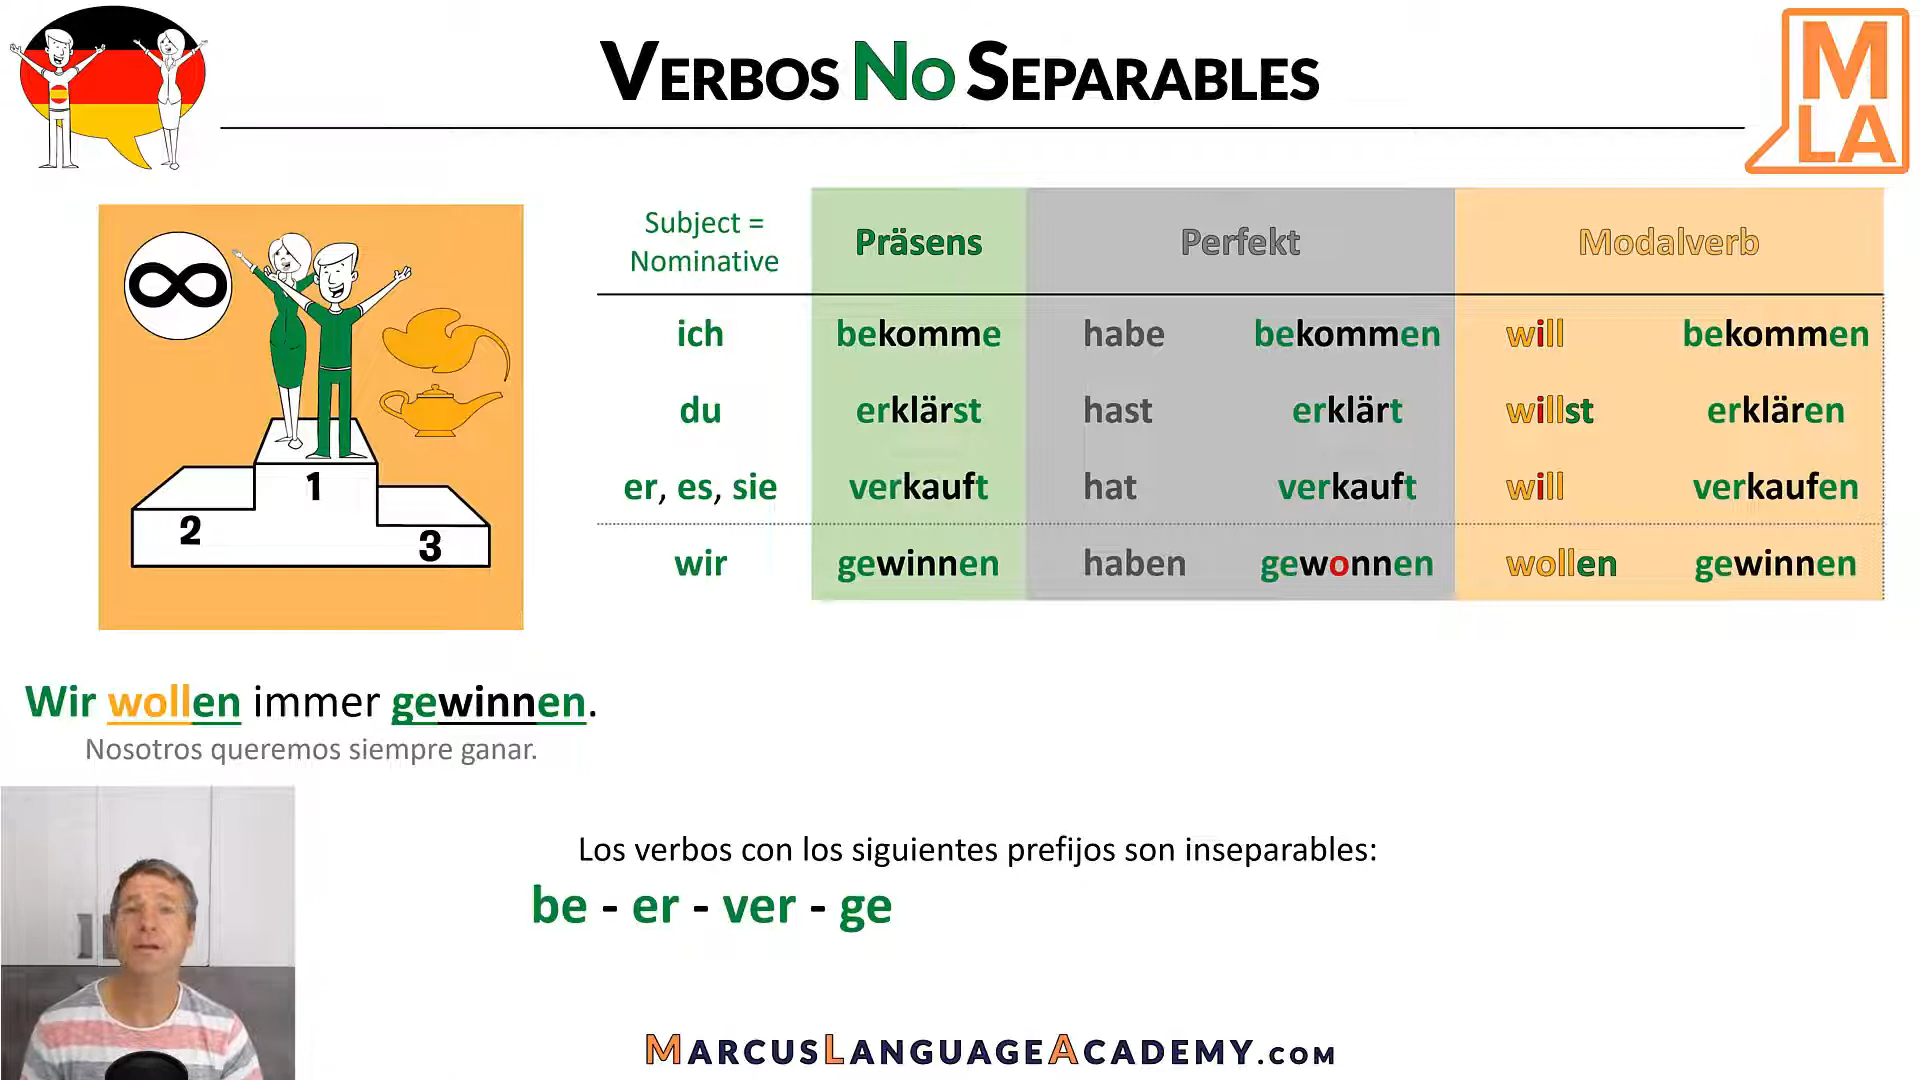 VERBOS NO SEPARABLES
M
LA
Subject =
Nominative
Präsens
Perfekt
Modalverb
ich bekomme habe bekommen will bekommen
du erklärst hast erklärt willst erklären
er, es, sie verkauft hat verkauft will verkaufen
wir gewinnen haben gewonnen wollen gewinnen
1
2
3
Wir wollen immer gewinnen.
Nosotros queremos siempre ganar.
Los verbos con los siguientes prefijos son inseparables:
be - er - ver - ge
MARCUSLANGUAGEACADEMY.COM